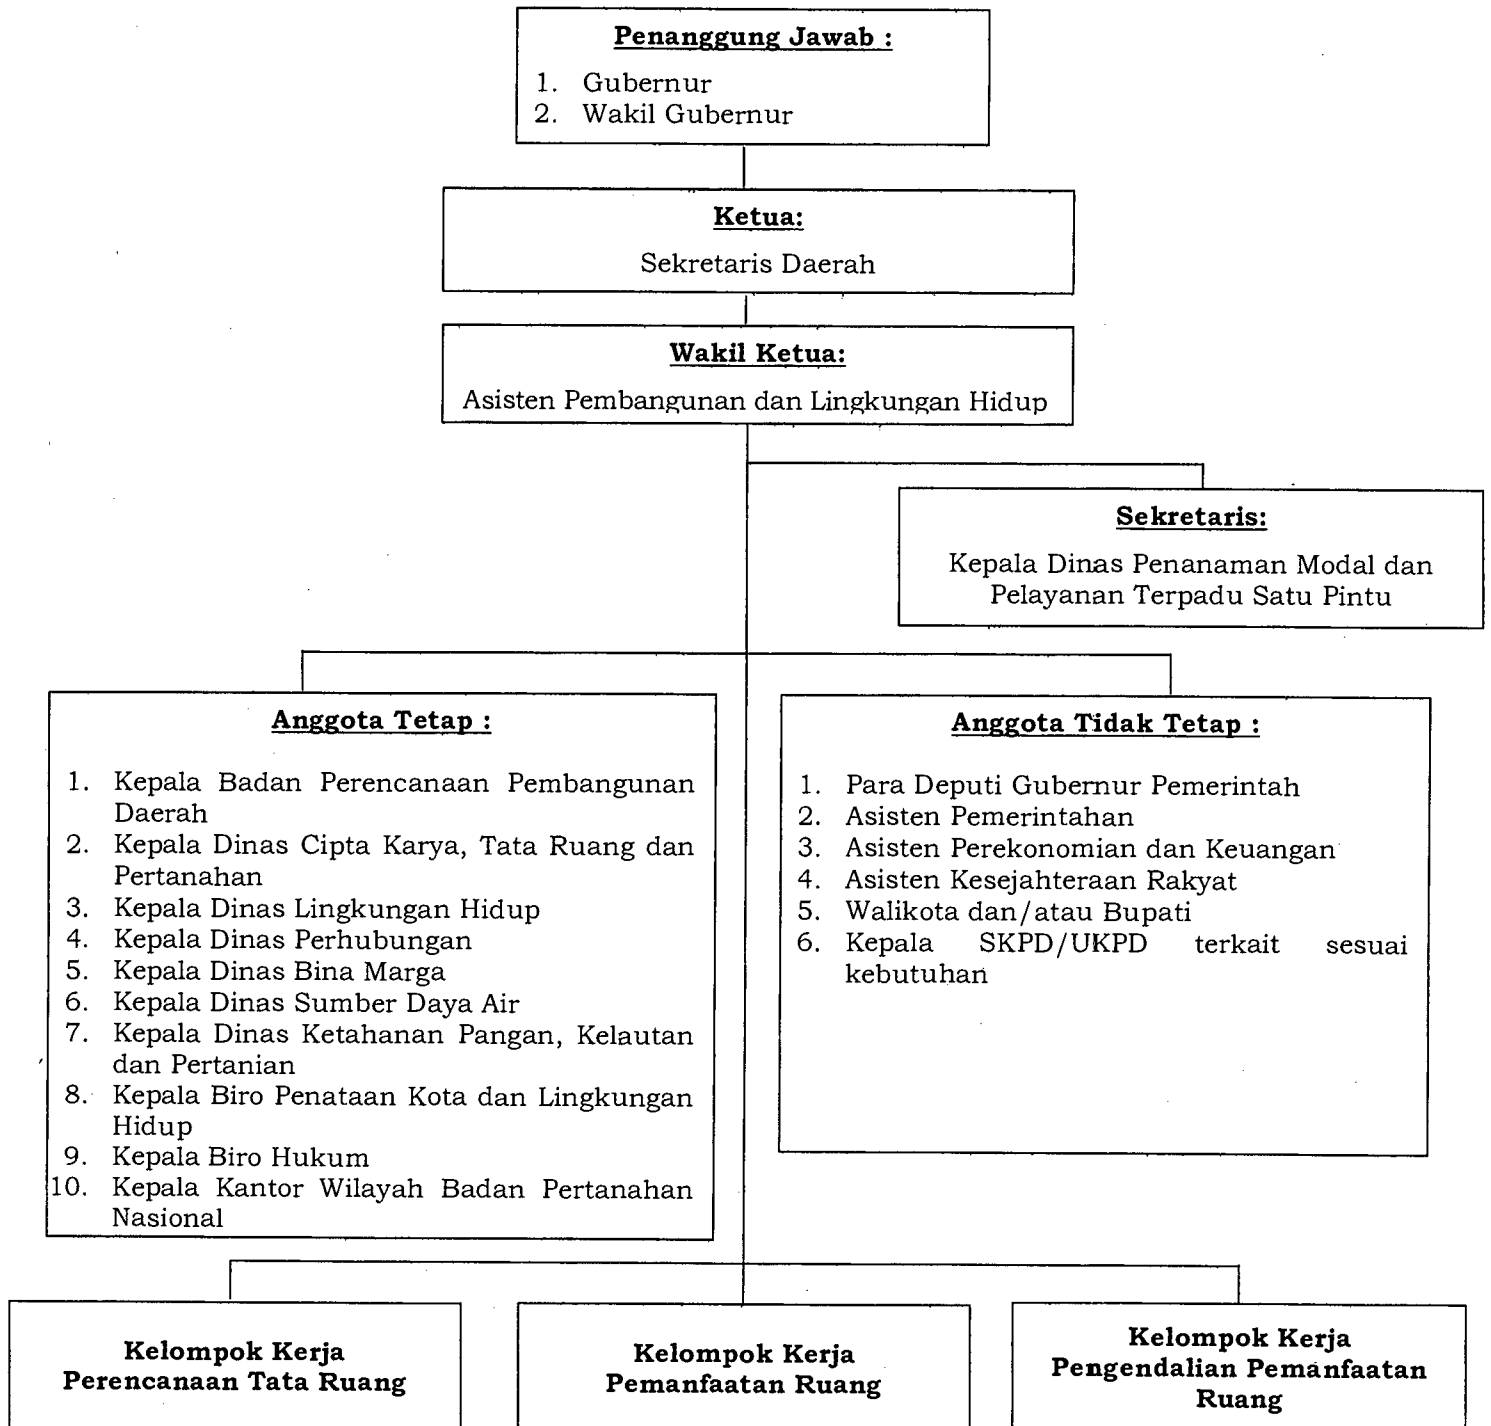 Penanggung Jawab :
1. Gubernur
2. Wakil Gubernur
Ketua:
Sekretaris Daerah
Wakil Ketua:
Asisten Pembangunan dan Lingkungan Hidup
Sekretaris:
Kepala Dinas Penanaman Modal dan
Pelayanan Terpadu Satu Pintu
Anggota Tetap :
1. Kepala Badan Perencanaan Pembangunan
Daerah
2. Kepala Dinas Cipta Karya, Tata Ruang dan
Pertanahan
3. Kepala Dinas Lingkungan Hidup
4. Kepala Dinas Perhubungan
5. Kepala Dinas Bina Marga
6. Kepala Dinas Sumber Daya Air
7. Kepala Dinas Ketahanan Pangan, Kelautan
dan Pertanian
8. Kepala Biro Penataan Kota dan Lingkungan
Hidup
9. Kepala Biro Hukum
10. Kepala Kantor Wilayah Badan Pertanahan
Nasional
Anggota Tidak Tetap :
1. Para Deputi Gubernur Pemerintah
2. Asisten Pemerintahan
3. Asisten Perekonomian dan Keuangan
4. Asisten Kesejahteraan Rakyat
5. Walikota dan/atau Bupati
6. Kepala SKPD/UKPD terkait sesuai
kebutuhan
Kelompok Kerja
Perencanaan Tata Ruang
Kelompok Kerja
Pemanfaatan Ruang
Kelompok Kerja
Pengendalian Pemanfaatan
Ruang